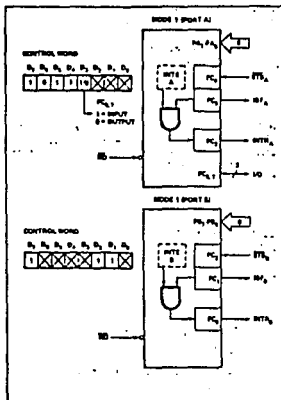 MODE 1 (PORT A)
CONTROL WORD
D7 D6 D5 D4 D3 D2 D1 D0
1 0 1 1 1/0
PC6,7
1 = INPUT
0 = OUTPUT
PA7-PA0
8
INTE
A
PC4
STBA
PC5
IBFA
PC3
INTRA
PC6,7
2
I/O
RD
MODE 1 (PORT B)
CONTROL WORD
D7 D6 D5 D4 D3 D2 D1 D0
1 1 1
PB7-PB0
8
INTE
B
PC2
STBB
PC1
IBFB
PC0
INTRB
RD